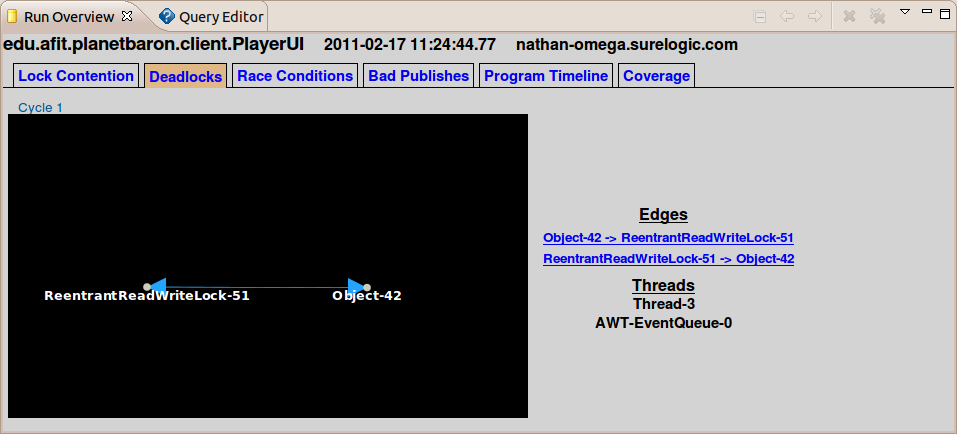 Run Overview Query Editor
edu.afit.planetbaron.client.PlayerUI 2011-02-17 11:24:44.77 nathan-omega.surelogic.com
Lock Contention Deadlocks Race Conditions Bad Publishes Program Timeline Coverage
Cycle 1
Edges
Object-42 -> ReentrantReadWriteLock-51
ReentrantReadWriteLock-51 -> Object-42
Threads
Thread-3
AWT-EventQueue-0
ReentrantReadWriteLock-51 Object-42